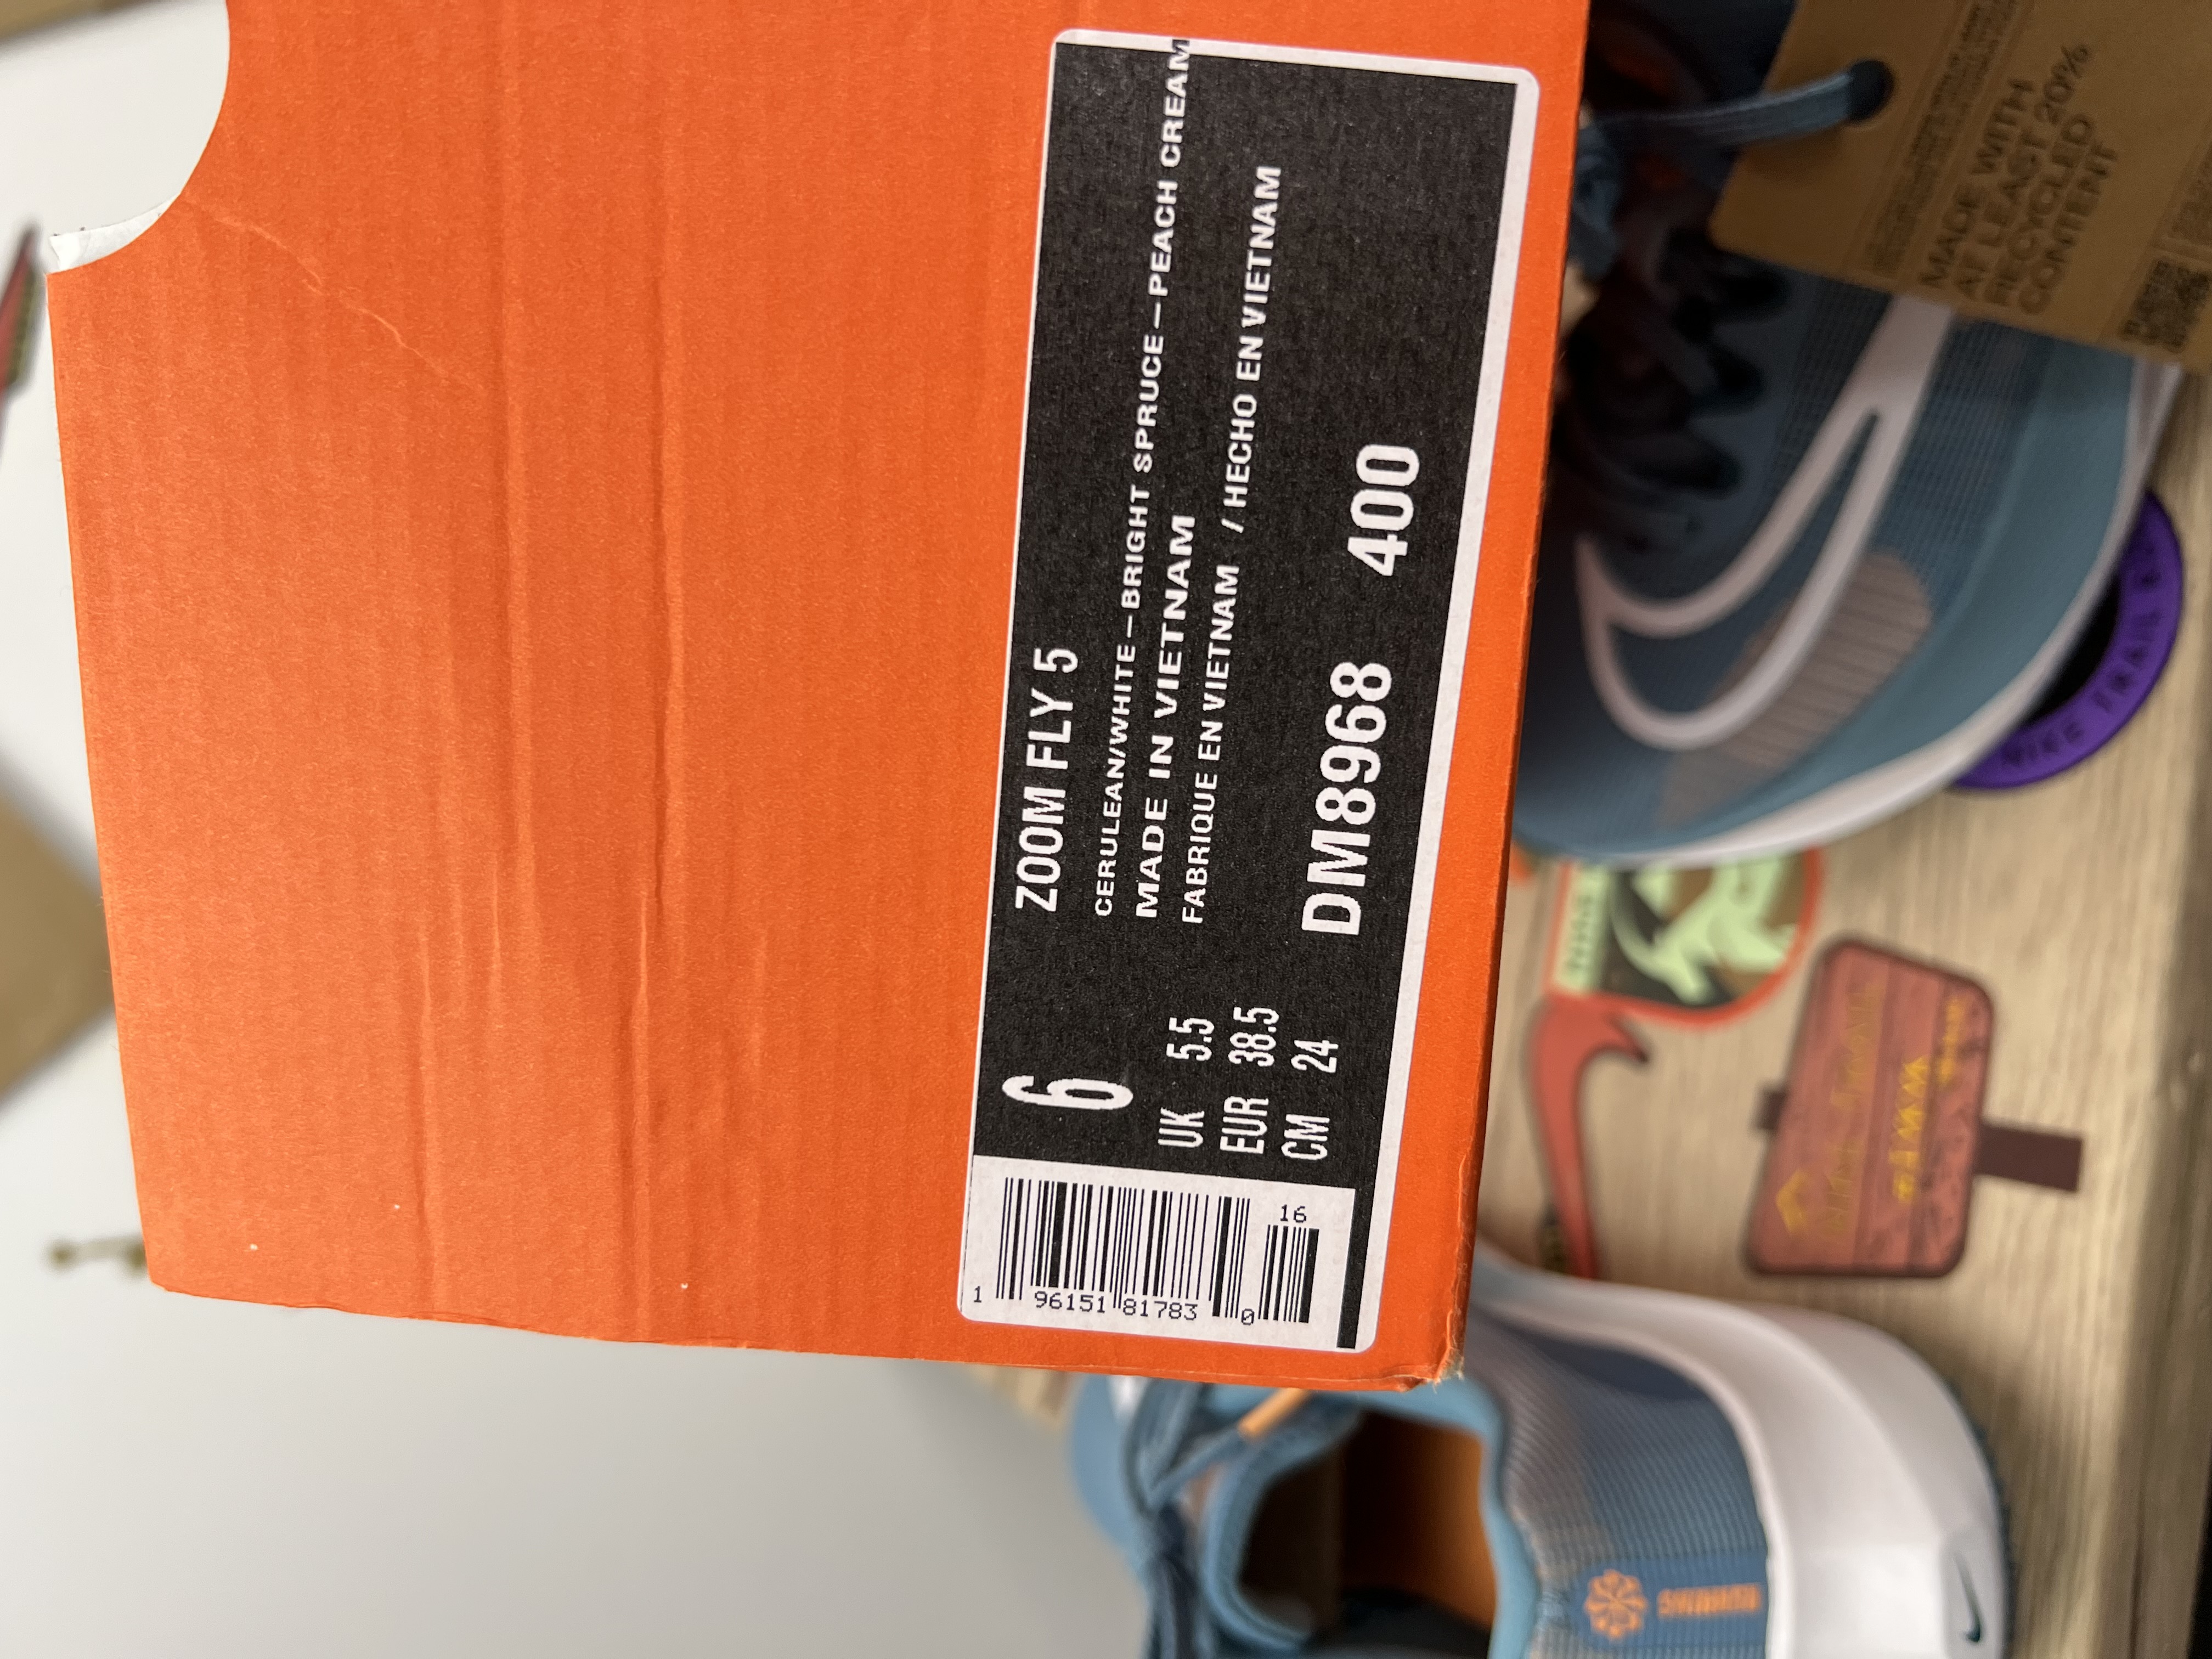 1 96151 81783 0
16
6
UK 5.5
EUR 38.5
CM 24
ZOOM FLY 5
CERULEAN/WHITE-BRIGHT SPRUCE-PEACH CREAM
MADE IN VIETNAM
FABRIQUE EN VIETNAM / HECHO EN VIETNAM
DM8968 400
NIKE TRAIL
MADE WITH
AT LEAST 20%
RECYCLED
CONTENT